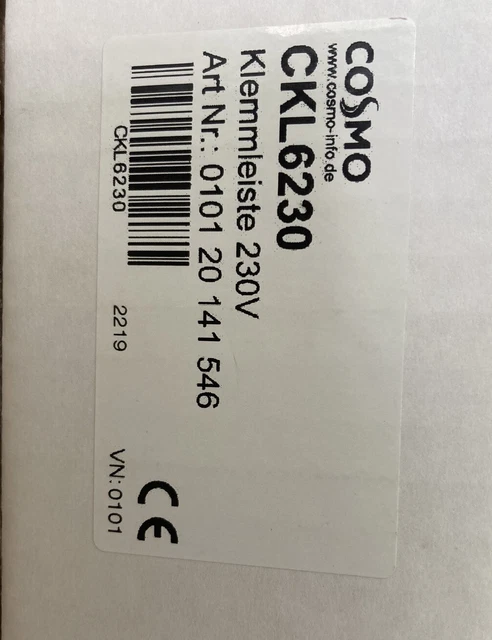 COSMO
www.cosmo-info.de
CKL6230
Klemmleiste 230V
Art Nr.: 0101 20 141 546
CKL6230 2219 VN:0101
CE